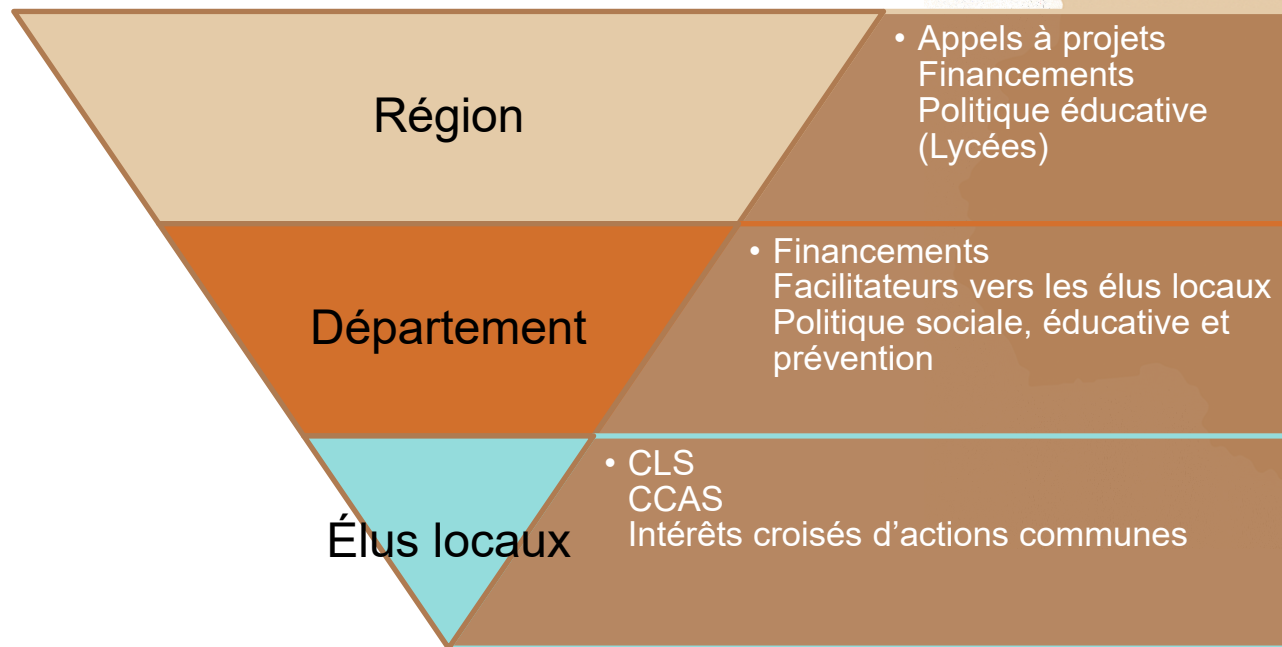 Région
• Appels à projets
Financements
Politique éducative
(Lycées)
Département
• Financements
Facilitateurs vers les élus locaux
Politique sociale, éducative et
prévention
Élus locaux
• CLS
CCAS
Intérêts croisés d’actions communes